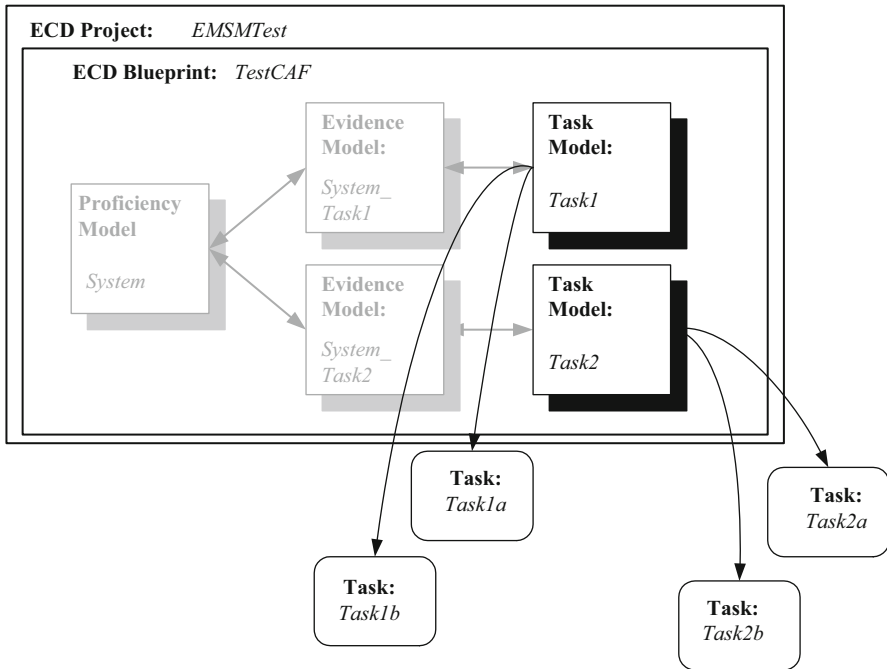 ECD Project: EMSMTest
ECD Blueprint: TestCAF
Proficiency
Model
System
Evidence
Model:
System_
Task1
Task
Model:
Task1
Evidence
Model:
System_
Task2
Task
Model:
Task2
Task:
Task1a
Task:
Task2a
Task:
Task1b
Task:
Task2b